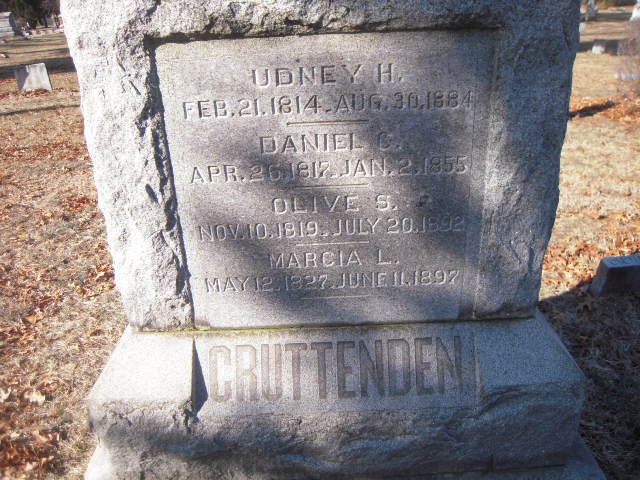 UDNEY H.
FEB. 21. 1814. AUG. 30. 1884
DANIEL C.
APR. 26. 1817. JAN. 2. 1855
OLIVE S.
NOV. 10. 1819. JULY 20. 1892
MARCIA L.
MAY 12. 1827. JUNE 11. 1897
CRUTTENDEN